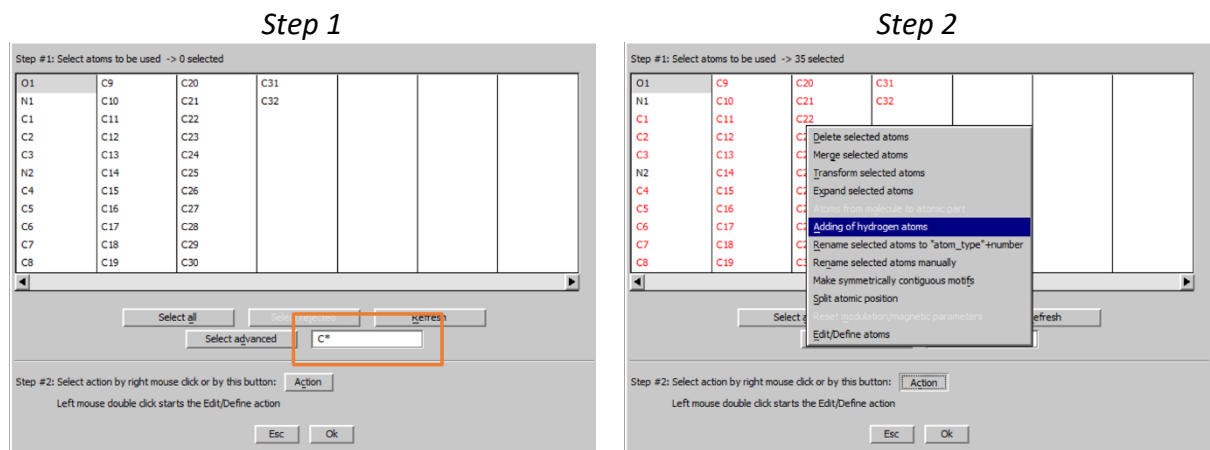 Step 1
Step #1: Select atoms to be used -> 0 selected
O1 C9 C20 C31
N1 C10 C21 C32
C1 C11 C22
C2 C12 C23
C3 C13 C24
N2 C14 C25
C4 C15 C26
C5 C16 C27
C6 C17 C28
C7 C18 C29
C8 C19 C30
Select all Select rejected Refresh
Select advanced C*
Step #2: Select action by right mouse click or by this button: Action
Left mouse double click starts the Edit/Define action
Esc Ok
Step 2
Step #1: Select atoms to be used -> 35 selected
O1 C9 C20 C31
N1 C10 C21 C32
C1 C11 C22
C2 C12
C3 C13
N2 C14
C4 C15
C5 C16
C6 C17
C7 C18
C8 C19
Delete selected atoms
Merge selected atoms
Transform selected atoms
Expand selected atoms
Atoms from molecule to atomic part
Adding of hydrogen atoms
Rename selected atoms to "atom_type"+number
Rename selected atoms manually
Make symmetrically contiguous motifs
Split atomic position
Reset modulation/magnetic parameters
Edit/Define atoms
Select efresh
Step #2: Select action by right mouse click or by this button: Action
Left mouse double click starts the Edit/Define action
Esc Ok